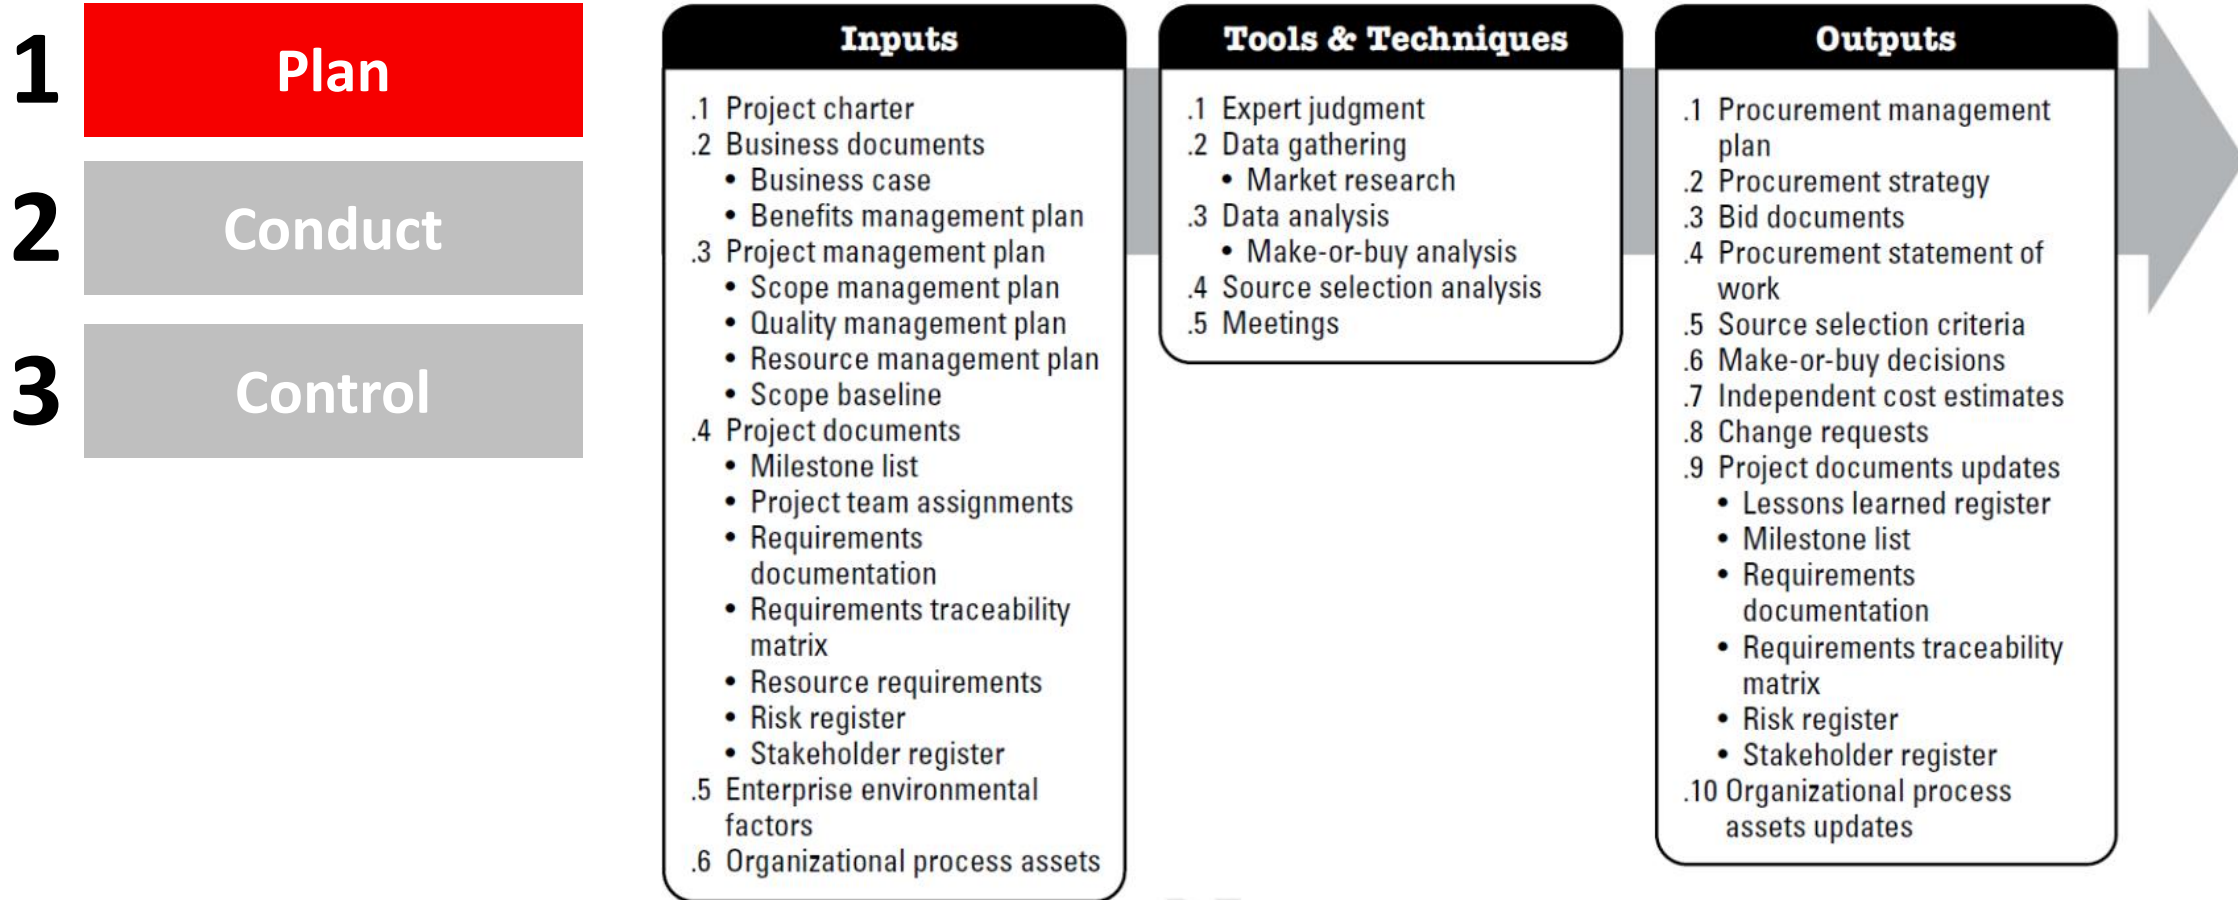 1
Plan
2
Conduct
3
Control
Inputs
.1 Project charter
.2 Business documents
• Business case
• Benefits management plan
.3 Project management plan
• Scope management plan
• Quality management plan
• Resource management plan
• Scope baseline
.4 Project documents
• Milestone list
• Project team assignments
• Requirements
documentation
• Requirements traceability
matrix
• Resource requirements
• Risk register
• Stakeholder register
.5 Enterprise environmental
factors
.6 Organizational process assets
Tools & Techniques
.1 Expert judgment
.2 Data gathering
• Market research
.3 Data analysis
• Make-or-buy analysis
.4 Source selection analysis
.5 Meetings
Outputs
.1 Procurement management
plan
.2 Procurement strategy
.3 Bid documents
.4 Procurement statement of
work
.5 Source selection criteria
.6 Make-or-buy decisions
.7 Independent cost estimates
.8 Change requests
.9 Project documents updates
• Lessons learned register
• Milestone list
• Requirements
documentation
• Requirements traceability
matrix
• Risk register
• Stakeholder register
.10 Organizational process
assets updates